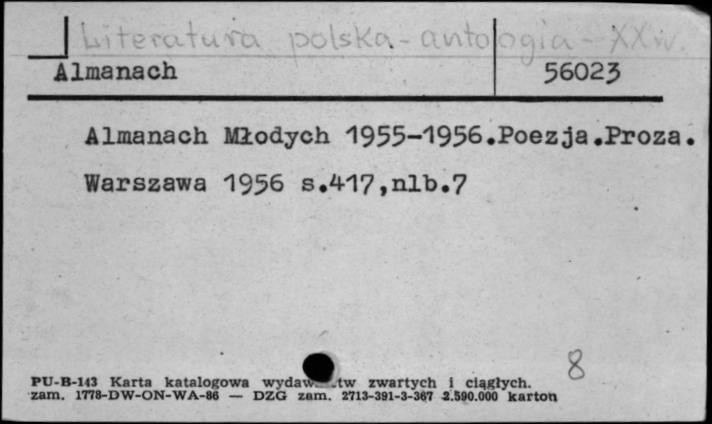 Literatura polska - antologia - XX w.
Almanach 56023
Almanach Młodych 1955-1956.Poezja.Proza.
Warszawa 1956 s.417,nlb.7
8
PU-B-143 Karta katalogowa wydaw tw zwartych i ciągłych.
zam. 1778-DW-ON-WA-86 — DZG zam. 2713-391-3-367 2.590.000 karton